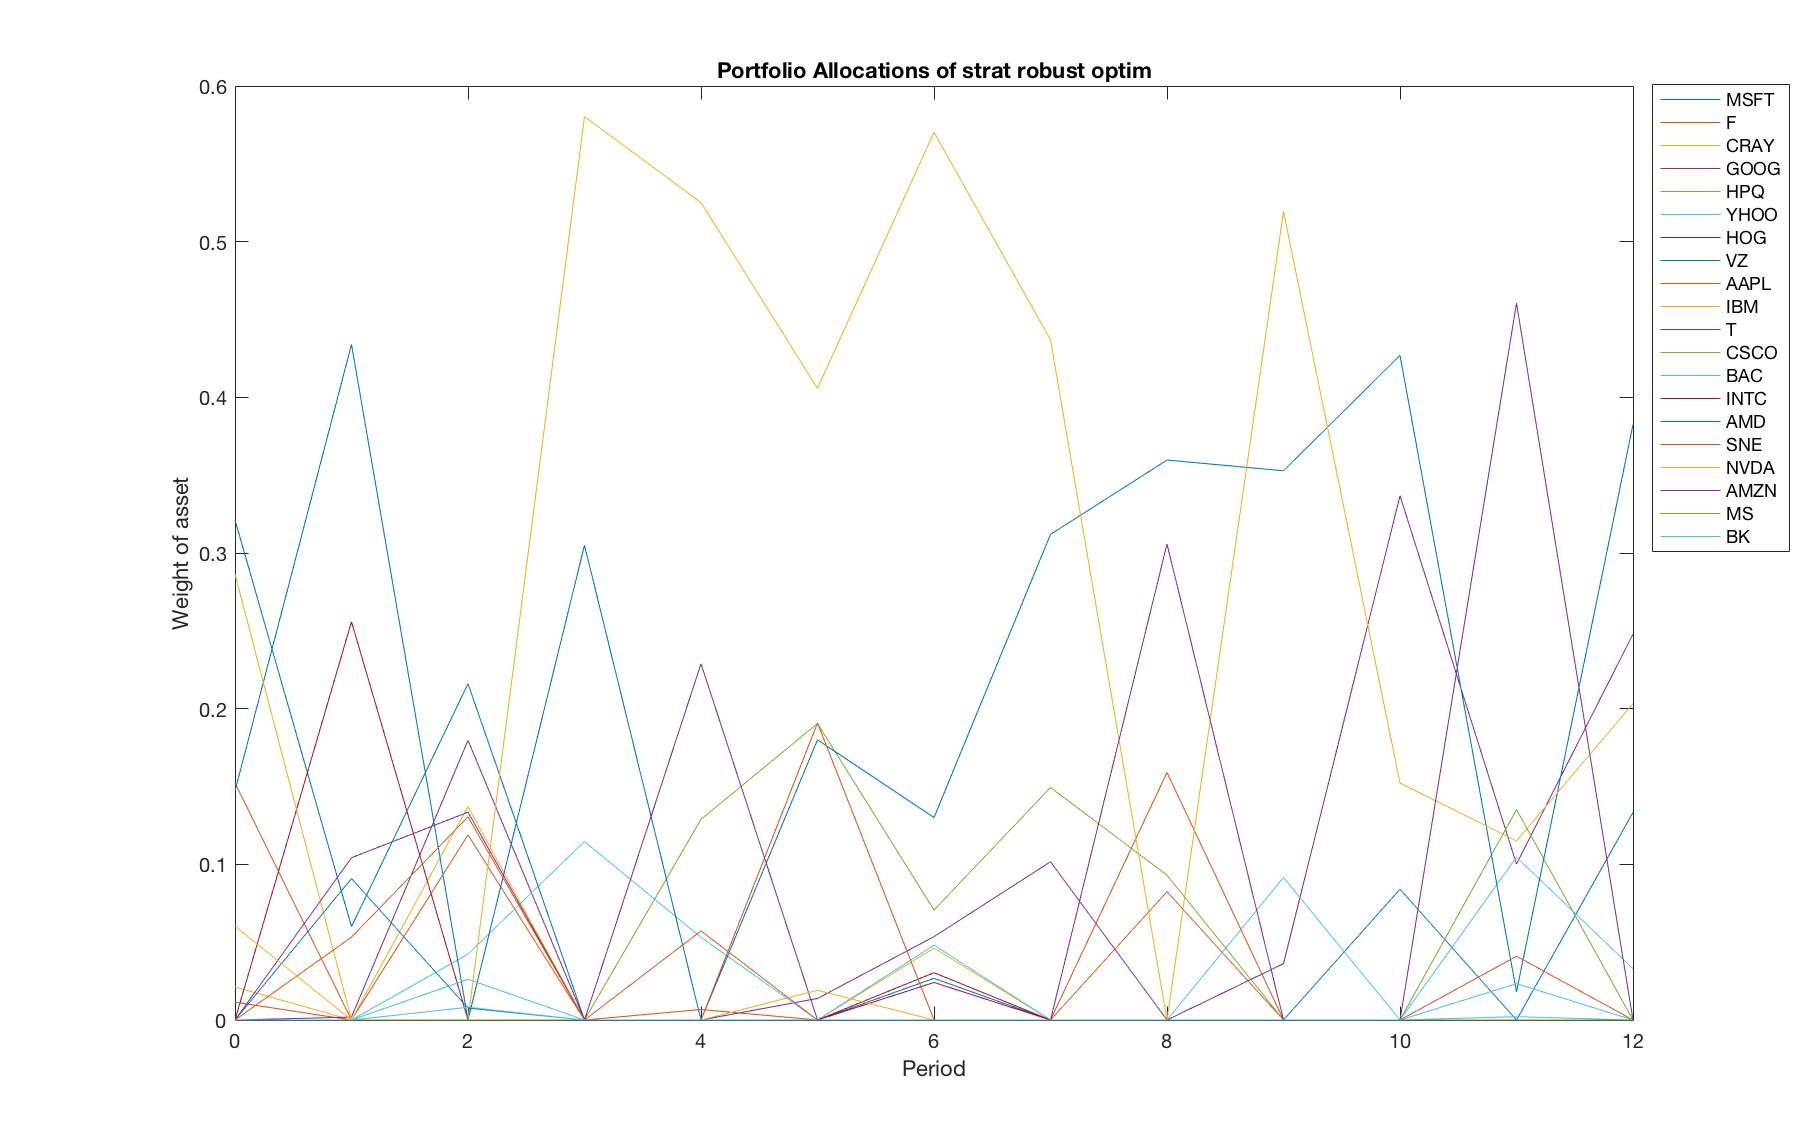 Portfolio Allocations of strat robust optim
0.6
0.5
0.4
0.3
0.2
0.1
0
Weight of asset
0 2 4 6 8 10 12
Period
MSFT
F
CRAY
GOOG
HPQ
YHOO
HOG
VZ
AAPL
IBM
T
CSCO
BAC
INTC
AMD
SNE
NVDA
AMZN
MS
BK